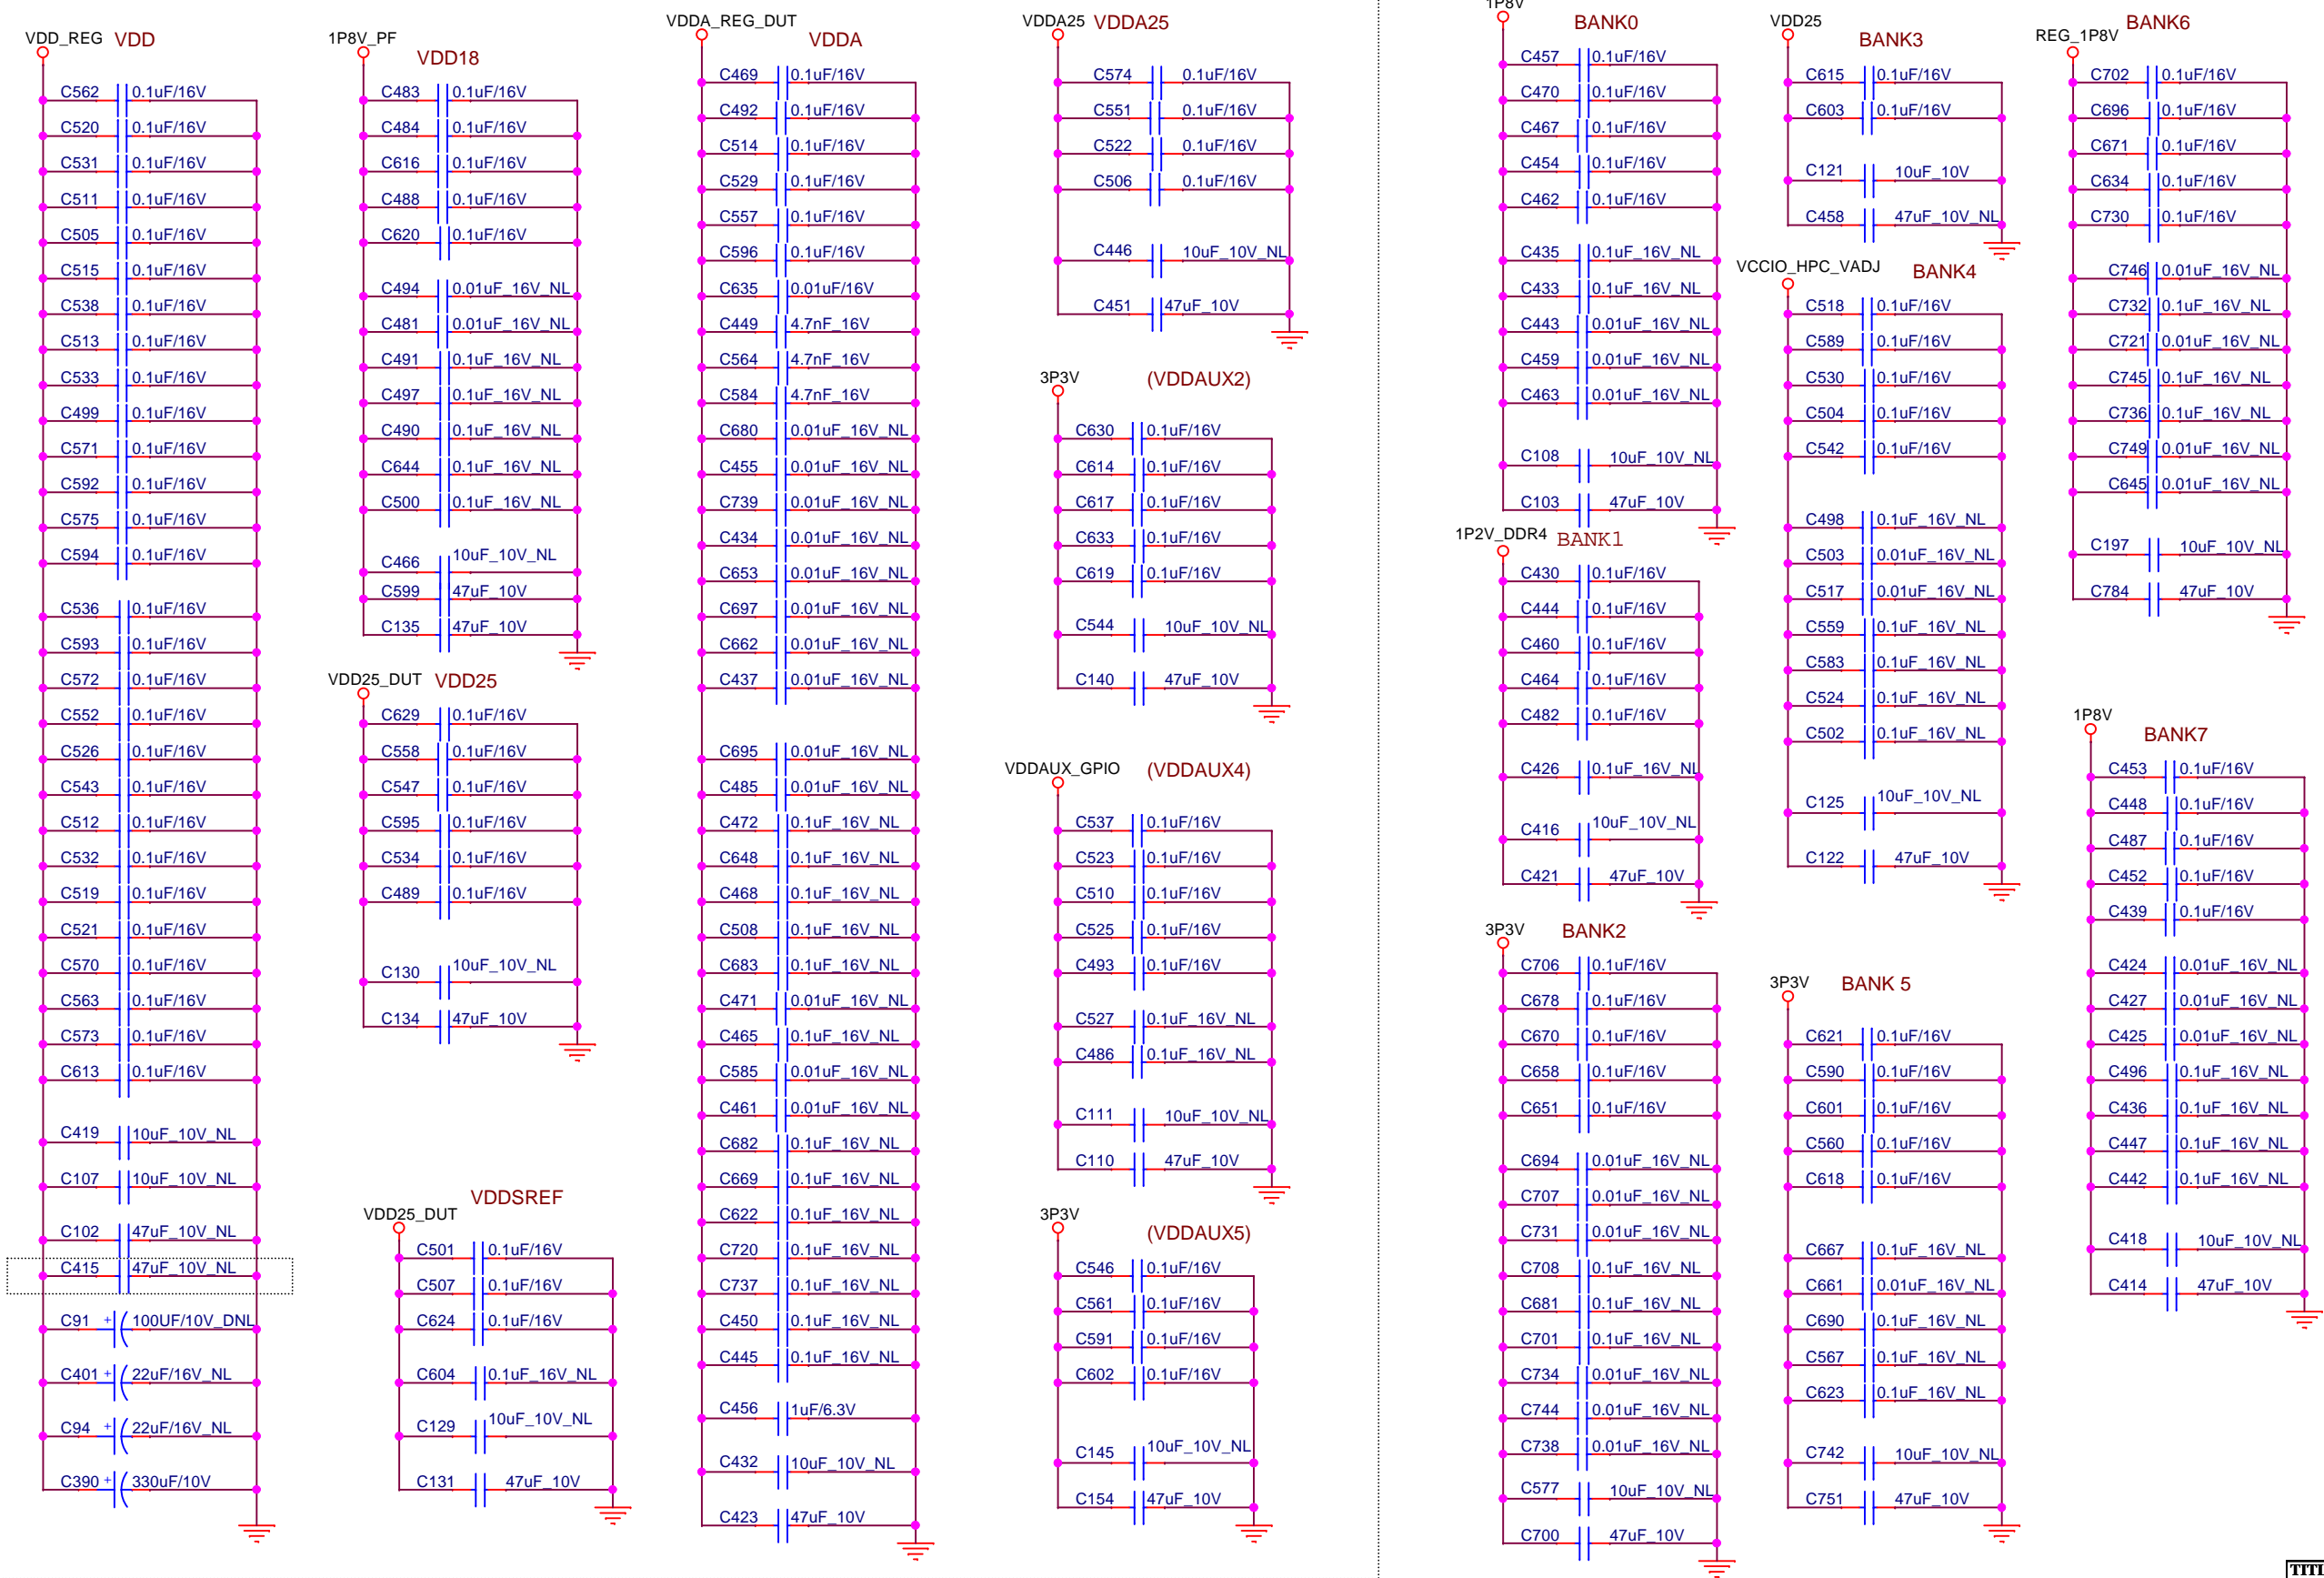 VDD_REG VDD
C562 0.1uF/16V
C520 0.1uF/16V
C531 0.1uF/16V
C511 0.1uF/16V
C505 0.1uF/16V
C515 0.1uF/16V
C538 0.1uF/16V
C513 0.1uF/16V
C533 0.1uF/16V
C499 0.1uF/16V
C571 0.1uF/16V
C592 0.1uF/16V
C575 0.1uF/16V
C594 0.1uF/16V
C536 0.1uF/16V
C593 0.1uF/16V
C572 0.1uF/16V
C552 0.1uF/16V
C526 0.1uF/16V
C543 0.1uF/16V
C512 0.1uF/16V
C532 0.1uF/16V
C519 0.1uF/16V
C521 0.1uF/16V
C570 0.1uF/16V
C563 0.1uF/16V
C573 0.1uF/16V
C613 0.1uF/16V
C419 10uF_10V_NL
C107 10uF_10V_NL
C102 47uF_10V_NL
C415 47uF_10V_NL
C91 + 100UF/10V_DNL
C401 + 22uF/16V_NL
C94 + 22uF/16V_NL
C390 + 330uF/10V
1P8V_PF
VDD18
C483 0.1uF/16V
C484 0.1uF/16V
C616 0.1uF/16V
C488 0.1uF/16V
C620 0.1uF/16V
C494 0.01uF_16V_NL
C481 0.01uF_16V_NL
C491 0.1uF_16V_NL
C497 0.1uF_16V_NL
C490 0.1uF_16V_NL
C644 0.1uF_16V_NL
C500 0.1uF_16V_NL
C466 10uF_10V_NL
C599 47uF_10V
C135 47uF_10V
VDD25_DUT VDD25
C629 0.1uF/16V
C558 0.1uF/16V
C547 0.1uF/16V
C595 0.1uF/16V
C534 0.1uF/16V
C489 0.1uF/16V
C130 10uF_10V_NL
C134 47uF_10V
VDDSREF
VDD25_DUT
C501 0.1uF/16V
C507 0.1uF/16V
C624 0.1uF/16V
C604 0.1uF_16V_NL
C129 10uF_10V_NL
C131 47uF_10V
VDDA_REG_DUT
VDDA
C469 0.1uF/16V
C492 0.1uF/16V
C514 0.1uF/16V
C529 0.1uF/16V
C557 0.1uF/16V
C596 0.1uF/16V
C635 0.01uF/16V
C449 4.7nF_16V
C564 4.7nF_16V
C584 4.7nF_16V
C680 0.01uF_16V_NL
C455 0.01uF_16V_NL
C739 0.01uF_16V_NL
C434 0.01uF_16V_NL
C653 0.01uF_16V_NL
C697 0.01uF_16V_NL
C662 0.01uF_16V_NL
C437 0.01uF_16V_NL
C695 0.01uF_16V_NL
C485 0.01uF_16V_NL
C472 0.1uF_16V_NL
C648 0.1uF_16V_NL
C468 0.1uF_16V_NL
C508 0.1uF_16V_NL
C683 0.1uF_16V_NL
C471 0.01uF_16V_NL
C465 0.1uF_16V_NL
C585 0.01uF_16V_NL
C461 0.01uF_16V_NL
C682 0.1uF_16V_NL
C669 0.1uF_16V_NL
C622 0.1uF_16V_NL
C720 0.1uF_16V_NL
C737 0.1uF_16V_NL
C450 0.1uF_16V_NL
C445 0.1uF_16V_NL
C456 1uF/6.3V
C432 10uF_10V_NL
C423 47uF_10V
VDDA25 VDDA25
C574 0.1uF/16V
C551 0.1uF/16V
C522 0.1uF/16V
C506 0.1uF/16V
C446 10uF_10V_NL
C451 47uF_10V
3P3V (VDDAUX2)
C630 0.1uF/16V
C614 0.1uF/16V
C617 0.1uF/16V
C633 0.1uF/16V
C619 0.1uF/16V
C544 10uF_10V_NL
C140 47uF_10V
VDDAUX_GPIO (VDDAUX4)
C537 0.1uF/16V
C523 0.1uF/16V
C510 0.1uF/16V
C525 0.1uF/16V
C493 0.1uF/16V
C527 0.1uF_16V_NL
C486 0.1uF_16V_NL
C111 10uF_10V_NL
C110 47uF_10V
3P3V (VDDAUX5)
C546 0.1uF/16V
C561 0.1uF/16V
C591 0.1uF/16V
C602 0.1uF/16V
C145 10uF_10V_NL
C154 47uF_10V
1P8V
BANK0
C457 0.1uF/16V
C470 0.1uF/16V
C467 0.1uF/16V
C454 0.1uF/16V
C462 0.1uF/16V
C435 0.1uF_16V_NL
C433 0.1uF_16V_NL
C443 0.01uF_16V_NL
C459 0.01uF_16V_NL
C463 0.01uF_16V_NL
C108 10uF_10V_NL
C103 47uF_10V
1P2V_DDR4 BANK1
C430 0.1uF/16V
C444 0.1uF/16V
C460 0.1uF/16V
C464 0.1uF/16V
C482 0.1uF/16V
C426 0.1uF_16V_NL
C416 10uF_10V_NL
C421 47uF_10V
3P3V BANK2
C706 0.1uF/16V
C678 0.1uF/16V
C670 0.1uF/16V
C658 0.1uF/16V
C651 0.1uF/16V
C694 0.01uF_16V_NL
C707 0.01uF_16V_NL
C731 0.01uF_16V_NL
C708 0.1uF_16V_NL
C681 0.1uF_16V_NL
C701 0.1uF_16V_NL
C734 0.01uF_16V_NL
C744 0.01uF_16V_NL
C738 0.01uF_16V_NL
C577 10uF_10V_NL
C700 47uF_10V
VDD25
BANK3
C615 0.1uF/16V
C603 0.1uF/16V
C121 10uF_10V
C458 47uF_10V_NL
VCCIO_HPC_VADJ BANK4
C518 0.1uF/16V
C589 0.1uF/16V
C530 0.1uF/16V
C504 0.1uF/16V
C542 0.1uF/16V
C498 0.1uF_16V_NL
C503 0.01uF_16V_NL
C517 0.01uF_16V_NL
C559 0.1uF_16V_NL
C583 0.1uF_16V_NL
C524 0.1uF_16V_NL
C502 0.1uF_16V_NL
C125 10uF_10V_NL
C122 47uF_10V
3P3V BANK 5
C621 0.1uF/16V
C590 0.1uF/16V
C601 0.1uF/16V
C560 0.1uF/16V
C618 0.1uF/16V
C667 0.1uF_16V_NL
C661 0.01uF_16V_NL
C690 0.1uF_16V_NL
C567 0.1uF_16V_NL
C623 0.1uF_16V_NL
C742 10uF_10V_NL
C751 47uF_10V
BANK6
REG_1P8V
C702 0.1uF/16V
C696 0.1uF/16V
C671 0.1uF/16V
C634 0.1uF/16V
C730 0.1uF/16V
C746 0.01uF_16V_NL
C732 0.1uF_16V_NL
C721 0.01uF_16V_NL
C745 0.1uF_16V_NL
C736 0.1uF_16V_NL
C749 0.01uF_16V_NL
C645 0.01uF_16V_NL
C197 10uF_10V_NL
C784 47uF_10V
1P8V
BANK7
C453 0.1uF/16V
C448 0.1uF/16V
C487 0.1uF/16V
C452 0.1uF/16V
C439 0.1uF/16V
C424 0.01uF_16V_NL
C427 0.01uF_16V_NL
C425 0.01uF_16V_NL
C496 0.1uF_16V_NL
C436 0.1uF_16V_NL
C447 0.1uF_16V_NL
C442 0.1uF_16V_NL
C418 10uF_10V_NL
C414 47uF_10V